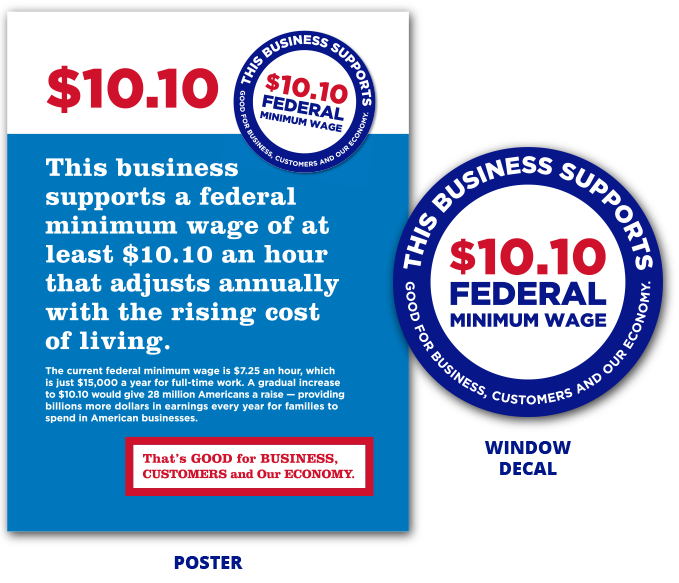 $10.10
THIS BUSINESS SUPPORTS
$10.10
FEDERAL
MINIMUM WAGE
GOOD FOR BUSINESS, CUSTOMERS AND OUR ECONOMY.
This business
supports a federal
minimum wage of at
least $10.10 an hour
that adjusts annually
with the rising cost
of living.
The current federal minimum wage is $7.25 an hour, which
is just $15,000 a year for full-time work. A gradual increase
to $10.10 would give 28 million Americans a raise — providing
billions more dollars in earnings every year for families to
spend in American businesses.
That's GOOD for BUSINESS,
CUSTOMERS and Our ECONOMY.
POSTER
THIS BUSINESS SUPPORTS
$10.10
FEDERAL
MINIMUM WAGE
GOOD FOR BUSINESS, CUSTOMERS AND OUR ECONOMY.
WINDOW
DECAL